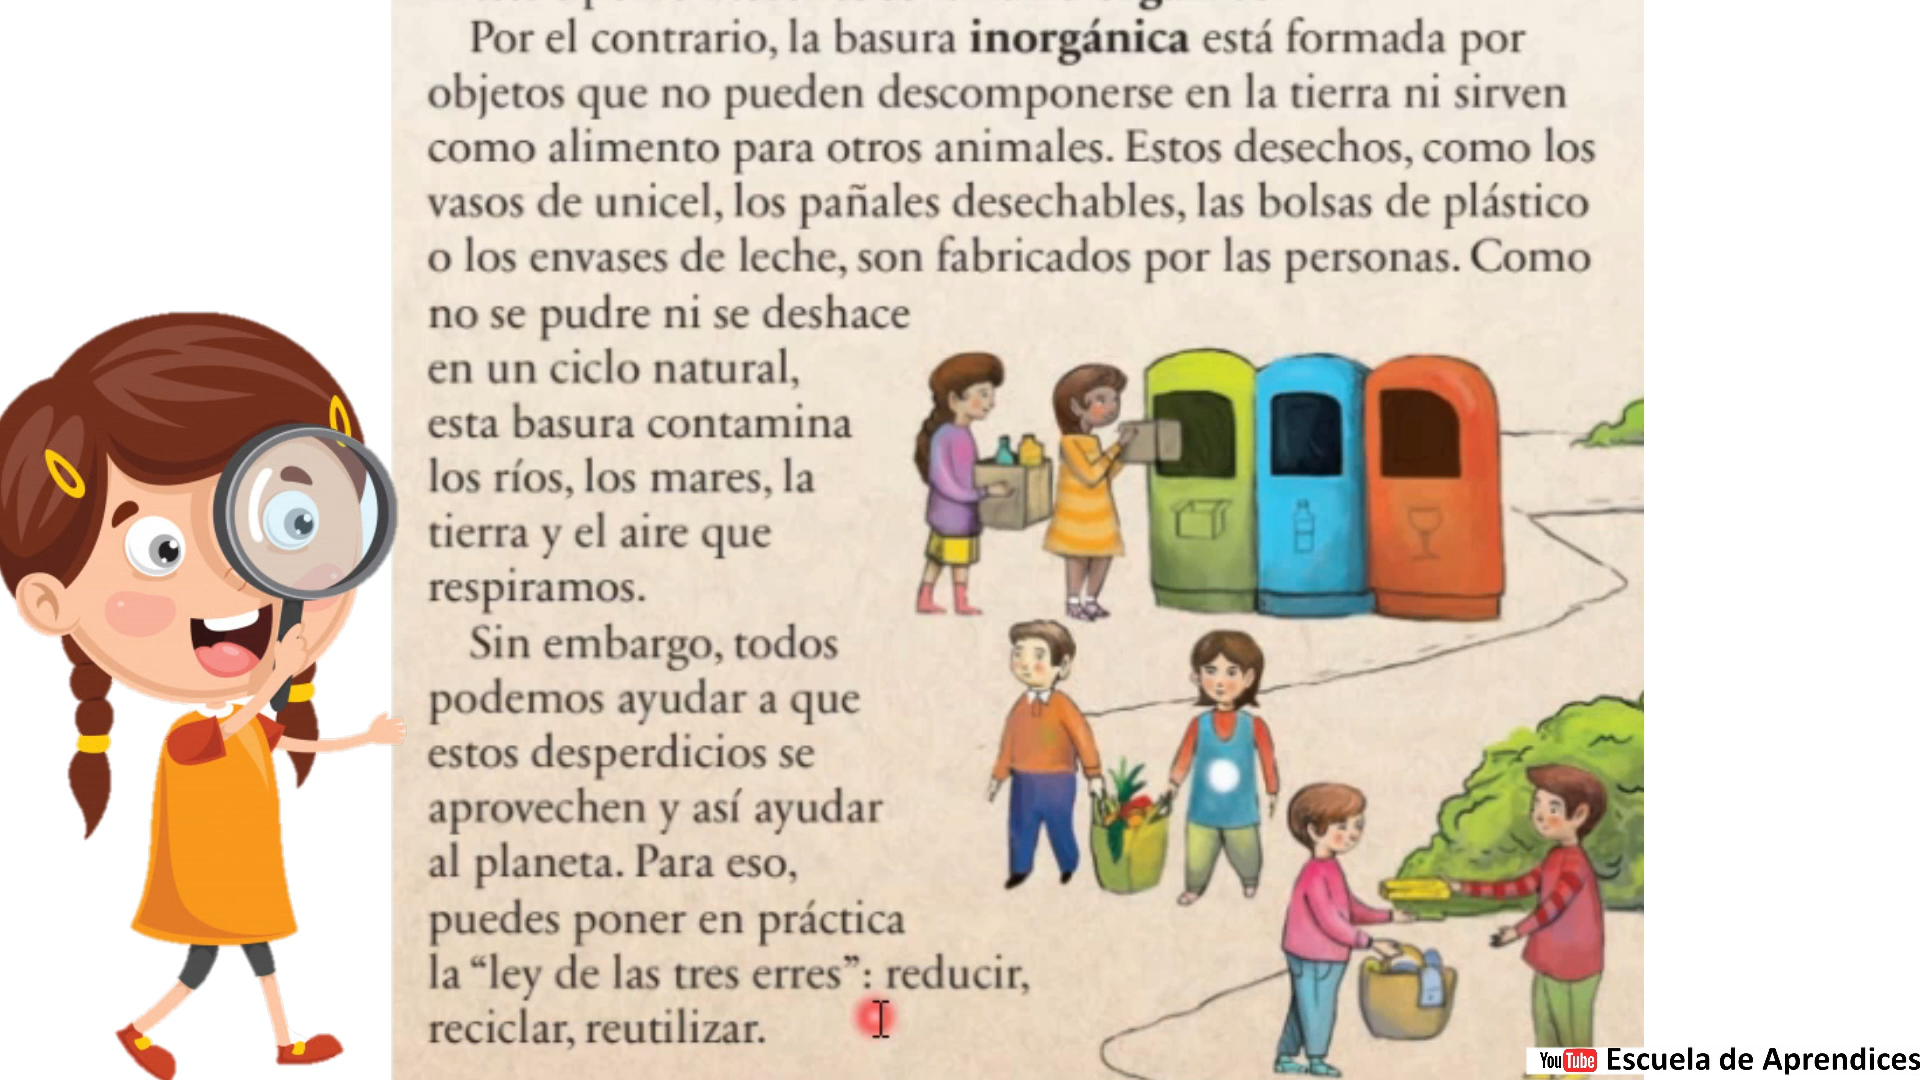 Por el contrario, la basura inorgánica está formada por
objetos que no pueden descomponerse en la tierra ni sirven
como alimento para otros animales. Estos desechos, como los
vasos de unicel, los pañales desechables, las bolsas de plástico
o los envases de leche, son fabricados por las personas. Como
no se pudre ni se deshace
en un ciclo natural,
esta basura contamina
los ríos, los mares, la
tierra y el aire que
respiramos.
Sin embargo, todos
podemos ayudar a que
estos desperdicios se
aprovechen y así ayudar
al planeta. Para eso,
puedes poner en práctica
la “ley de las tres erres”: reducir,
reciclar, reutilizar.
YouTube Escuela de Aprendices